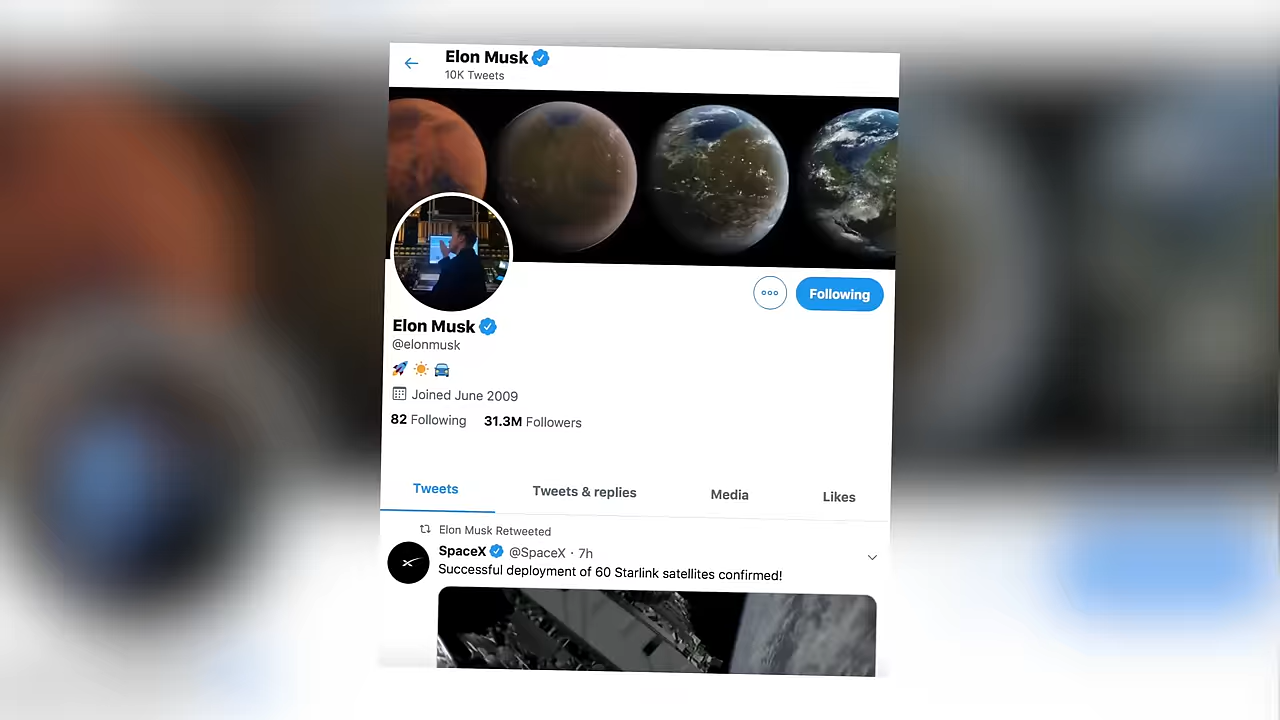 Elon Musk
10K Tweets
Following
Elon Musk
@elonmusk
🚀 ☀️ 🚘
Joined June 2009
82 Following 31.3M Followers
Tweets Tweets & replies Media Likes
Elon Musk Retweeted
SpaceX @SpaceX · 7h
Successful deployment of 60 Starlink satellites confirmed!